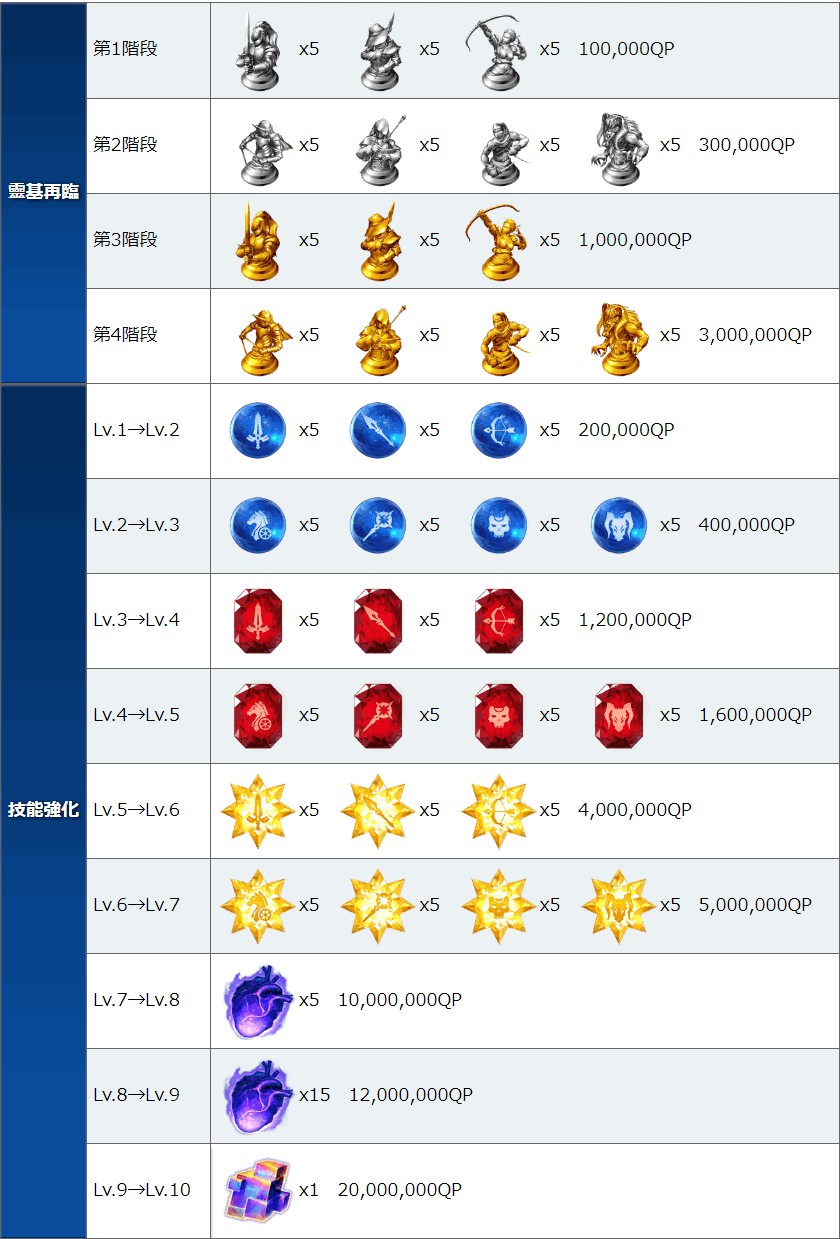 靈基再臨
第1階段 x5 x5 x5 100,000QP
第2階段 x5 x5 x5 x5 300,000QP
第3階段 x5 x5 x5 1,000,000QP
第4階段 x5 x5 x5 x5 3,000,000QP
技能強化
Lv.1→Lv.2 x5 x5 x5 200,000QP
Lv.2→Lv.3 x5 x5 x5 x5 400,000QP
Lv.3→Lv.4 x5 x5 x5 1,200,000QP
Lv.4→Lv.5 x5 x5 x5 x5 1,600,000QP
Lv.5→Lv.6 x5 x5 x5 4,000,000QP
Lv.6→Lv.7 x5 x5 x5 x5 5,000,000QP
Lv.7→Lv.8 x5 10,000,000QP
Lv.8→Lv.9 x15 12,000,000QP
Lv.9→Lv.10 x1 20,000,000QP